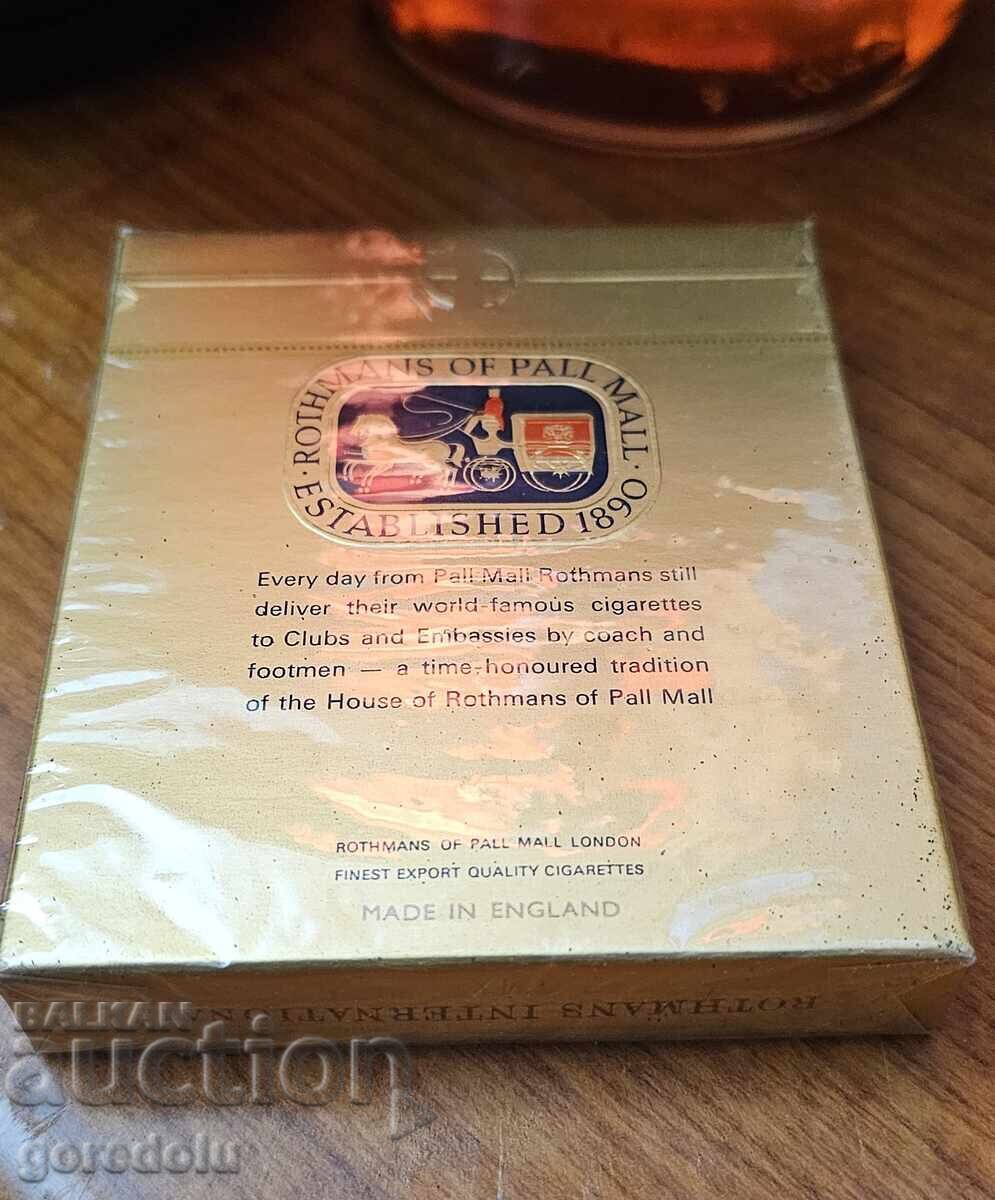 · ROTHMANS OF PALL MALL ·
ESTABLISHED 1890
Every day from Pall Mall Rothmans still
deliver their world-famous cigarettes
to Clubs and Embassies by coach and
footmen — a time-honoured tradition
of the House of Rothmans of Pall Mall
ROTHMANS OF PALL MALL LONDON
FINEST EXPORT QUALITY CIGARETTES
MADE IN ENGLAND
ROTHMANS INTERNATIONAL
BALKAN
auction
goredolu